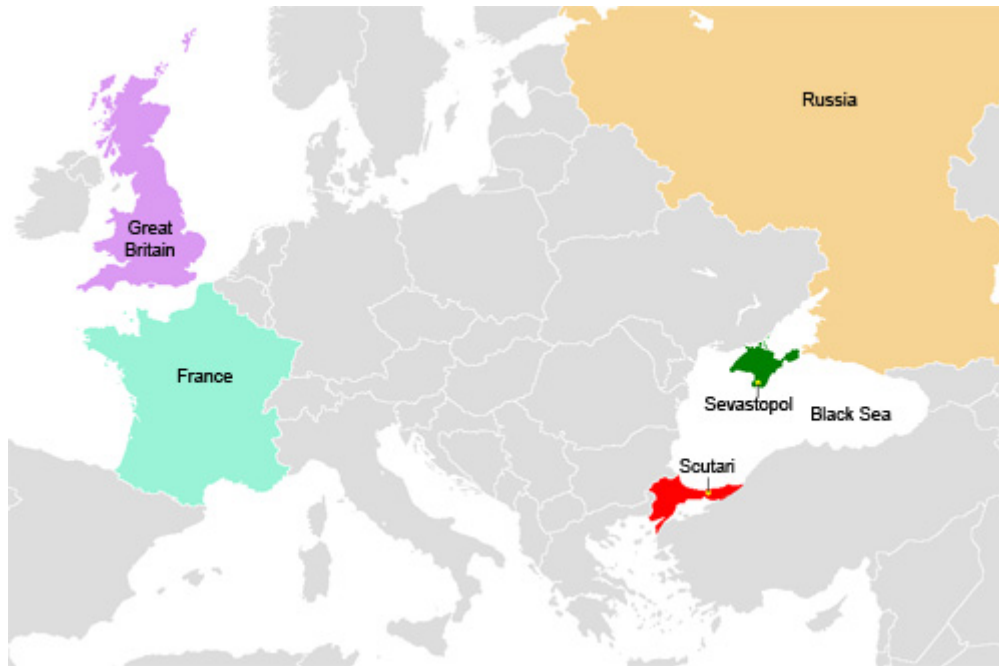 Russia
Great
Britain
France
Sevastopol
Black Sea
Scutari